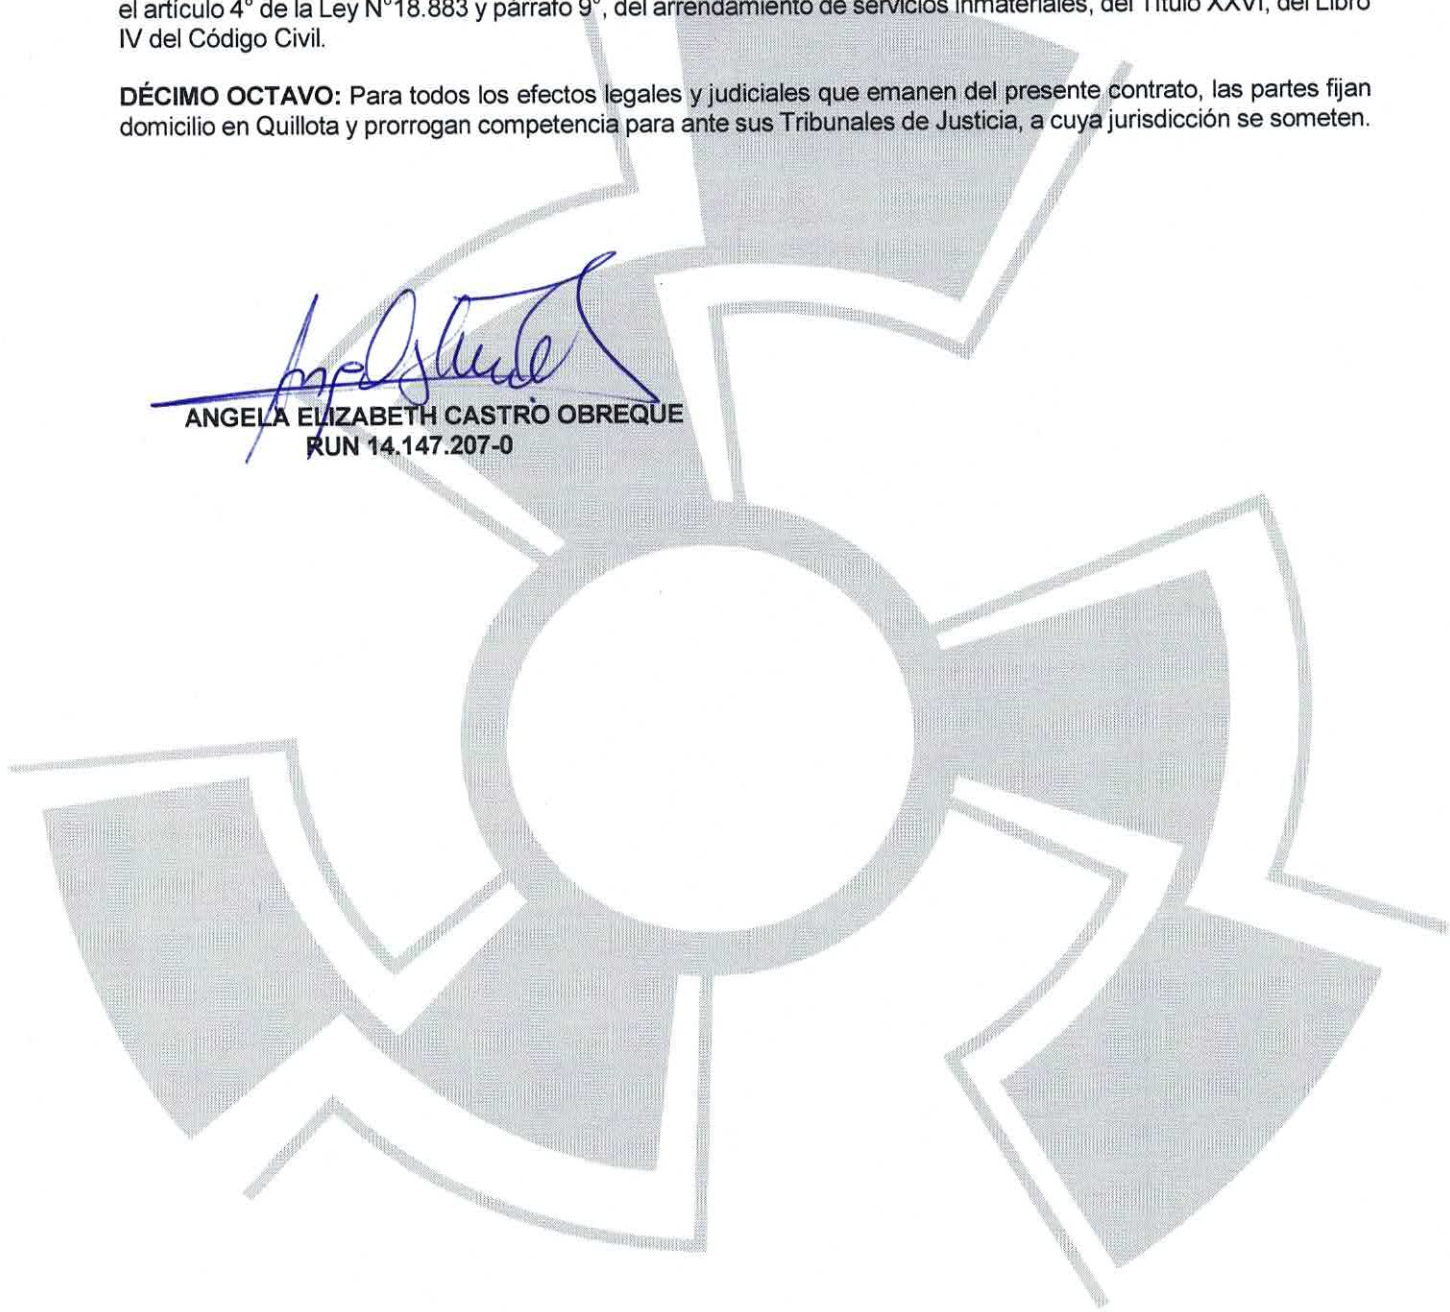 el artículo 4° de la Ley N°18.883 y párrafo 9°, del arrendamiento de servicios inmateriales, del Título XXVI, del Libro
IV del Código Civil.
DÉCIMO OCTAVO: Para todos los efectos legales y judiciales que emanen del presente contrato, las partes fijan
domicilio en Quillota y prorrogan competencia para ante sus Tribunales de Justicia, a cuya jurisdicción se someten.
ANGELA ELIZABETH CASTRO OBREQUE
RUN 14.147.207-0